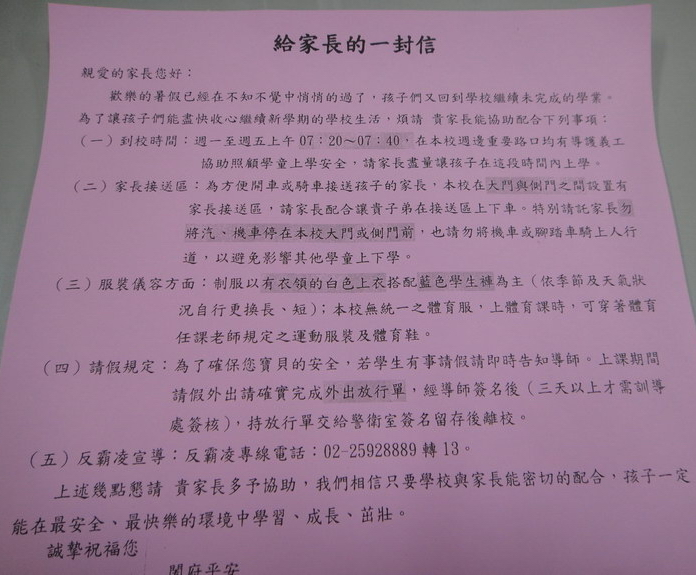 給家長的一封信
親愛的家長您好：
歡樂的暑假已經在不知不覺中悄悄的過了，孩子們又回到學校繼續未完成的學業。
為了讓孩子們能盡快收心繼續新學期的學校生活，煩請 貴家長能協助配合下列事項：
（一）到校時間：週一至週五上午 07：20～07：40，在本校週邊重要路口均有導護義工
協助照顧學童上學安全，請家長盡量讓孩子在這段時間內上學。
（二）家長接送區：為方便開車或騎車接送孩子的家長，本校在大門與側門之間設置有
家長接送區，請家長配合讓貴子弟在接送區上下車。特別請託家長勿
將汽、機車停在本校大門或側門前，也請勿將機車或腳踏車騎上人行
道，以避免影響其他學童上下學。
（三）服裝儀容方面：制服以有衣領的白色上衣搭配藍色學生褲為主（依季節及天氣狀
況自行更換長、短）；本校無統一之體育服，上體育課時，可穿著體育
任課老師規定之運動服裝及體育鞋。
（四）請假規定：為了確保您寶貝的安全，若學生有事請假請即時告知導師。上課期間
請假外出請確實完成外出放行單，經導師簽名後（三天以上才需訓導
處簽核），持放行單交給警衛室簽名留存後離校。
（五）反霸凌宣導：反霸凌專線電話：02-25928889 轉 13。
上述幾點懇請 貴家長多予協助，我們相信只要學校與家長能密切的配合，孩子一定
能在最安全、最快樂的環境中學習、成長、茁壯。
誠摯祝福您
闔府平安